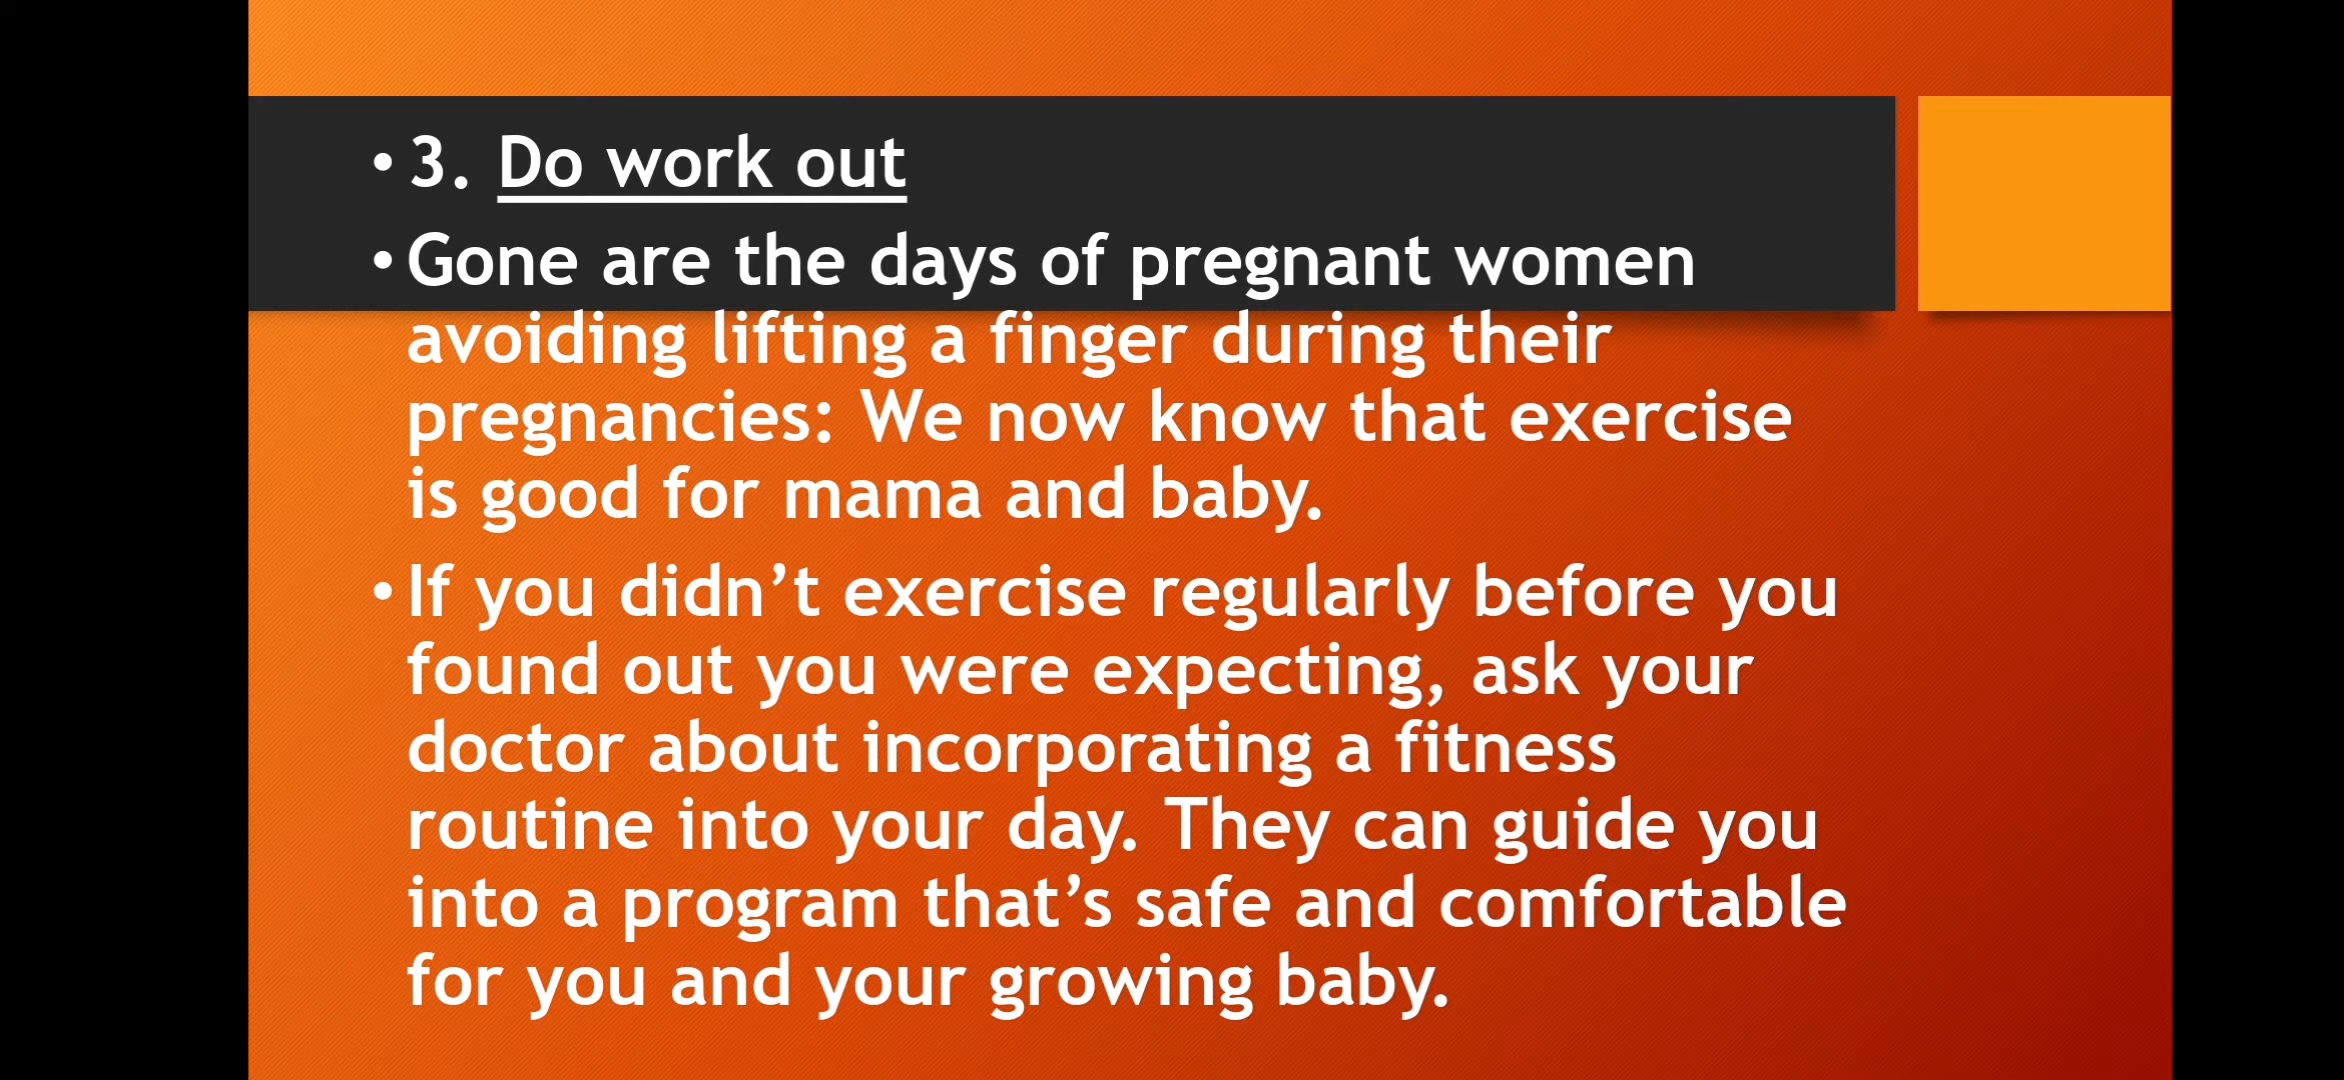 • 3. Do work out
• Gone are the days of pregnant women
avoiding lifting a finger during their
pregnancies: We now know that exercise
is good for mama and baby.
• If you didn’t exercise regularly before you
found out you were expecting, ask your
doctor about incorporating a fitness
routine into your day. They can guide you
into a program that’s safe and comfortable
for you and your growing baby.